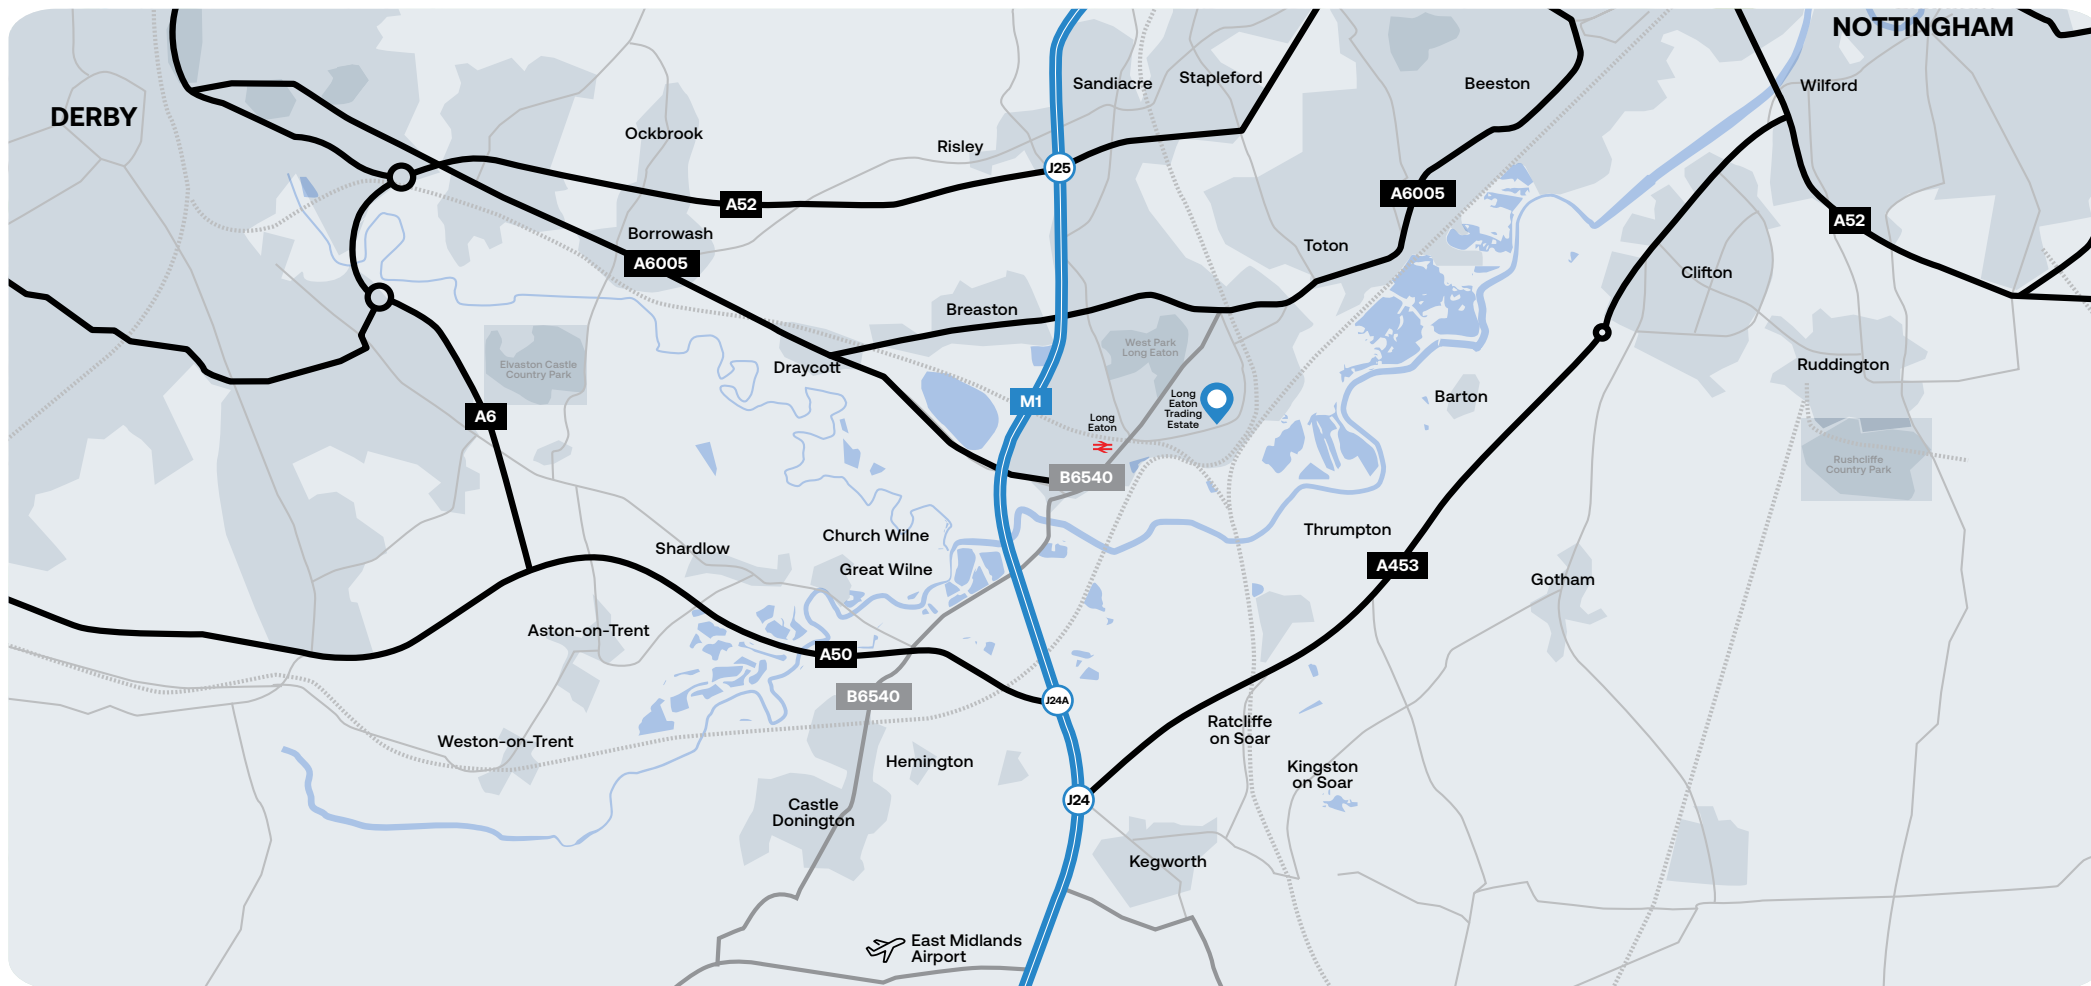 NOTTINGHAM
Sandiacre
Stapleford
Beeston
Wilford
DERBY
Ockbrook
Risley
J25
A6005
A52
A52
Borrowash
A6005
Toton
Clifton
Breaston
West Park
Long Eaton
Elvaston Castle
Country Park
Draycott
Ruddington
M1
Barton
Long
Eaton
Trading
Estate
A6
Long
Eaton
Rushcliffe
Country Park
B6540
Thrumpton
Church Wilne
Shardlow
A453
Great Wilne
Gotham
Aston-on-Trent
A50
B6540
J24A
Ratcliffe
on Soar
Weston-on-Trent
Hemington
Kingston
on Soar
J24
Castle
Donington
Kegworth
East Midlands
Airport